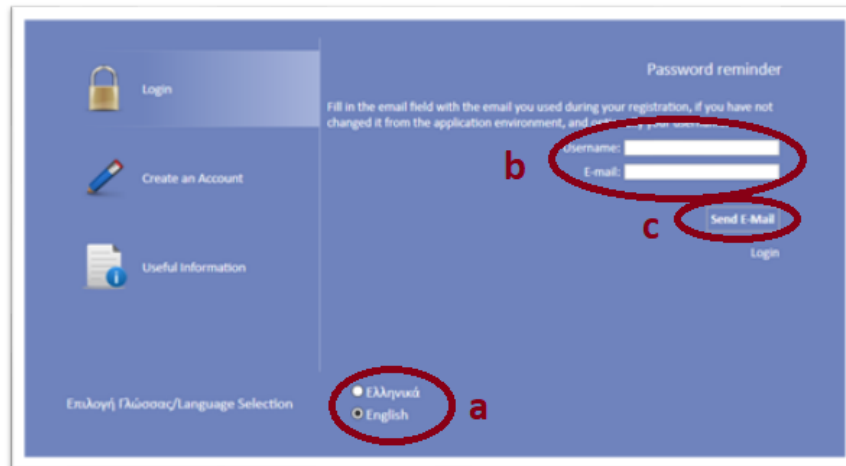 Login
Create an Account
Useful Information
Password reminder
Fill in the email field with the email you used during your registration, if you have not
changed it from the application environment, and
Username:
E-mail:
b
Send E-Mail
c
Login
Επιλογή Γλώσσας/Language Selection
Ελληνικά
English
a